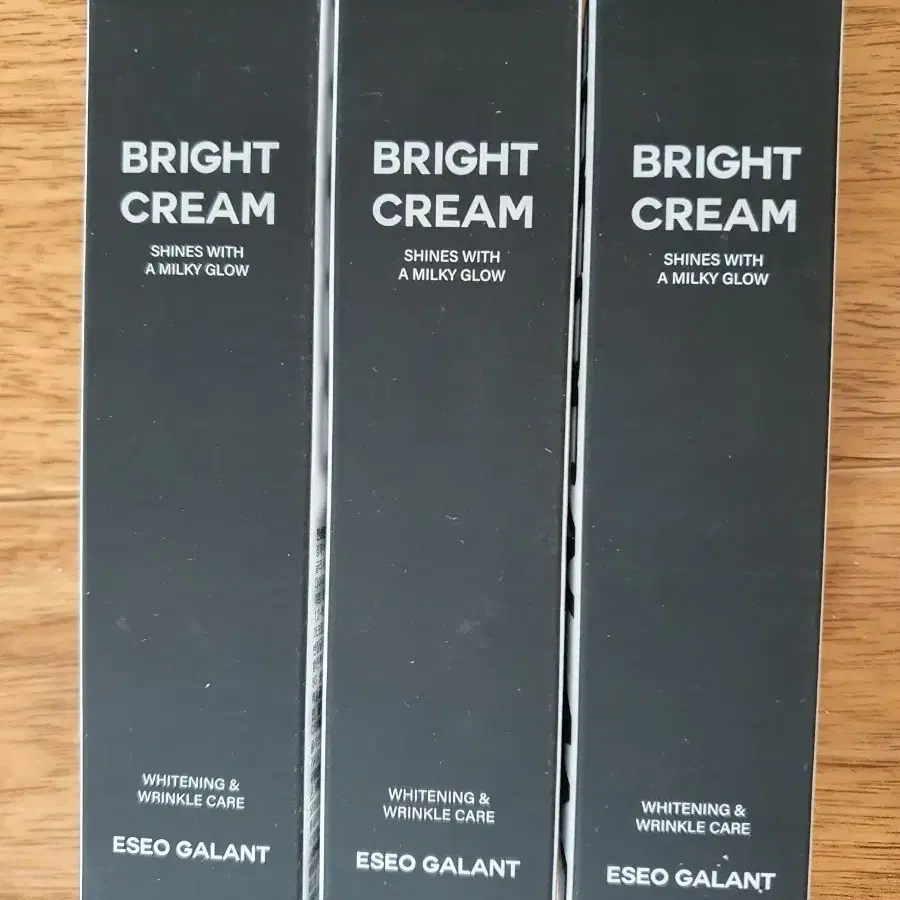 BRIGHT
CREAM
SHINES WITH
A MILKY GLOW
WHITENING &
WRINKLE CARE
ESEO GALANT
BRIGHT
CREAM
SHINES WITH
A MILKY GLOW
WHITENING &
WRINKLE CARE
ESEO GALANT
BRIGHT
CREAM
SHINES WITH
A MILKY GLOW
WHITENING &
WRINKLE CARE
ESEO GALANT